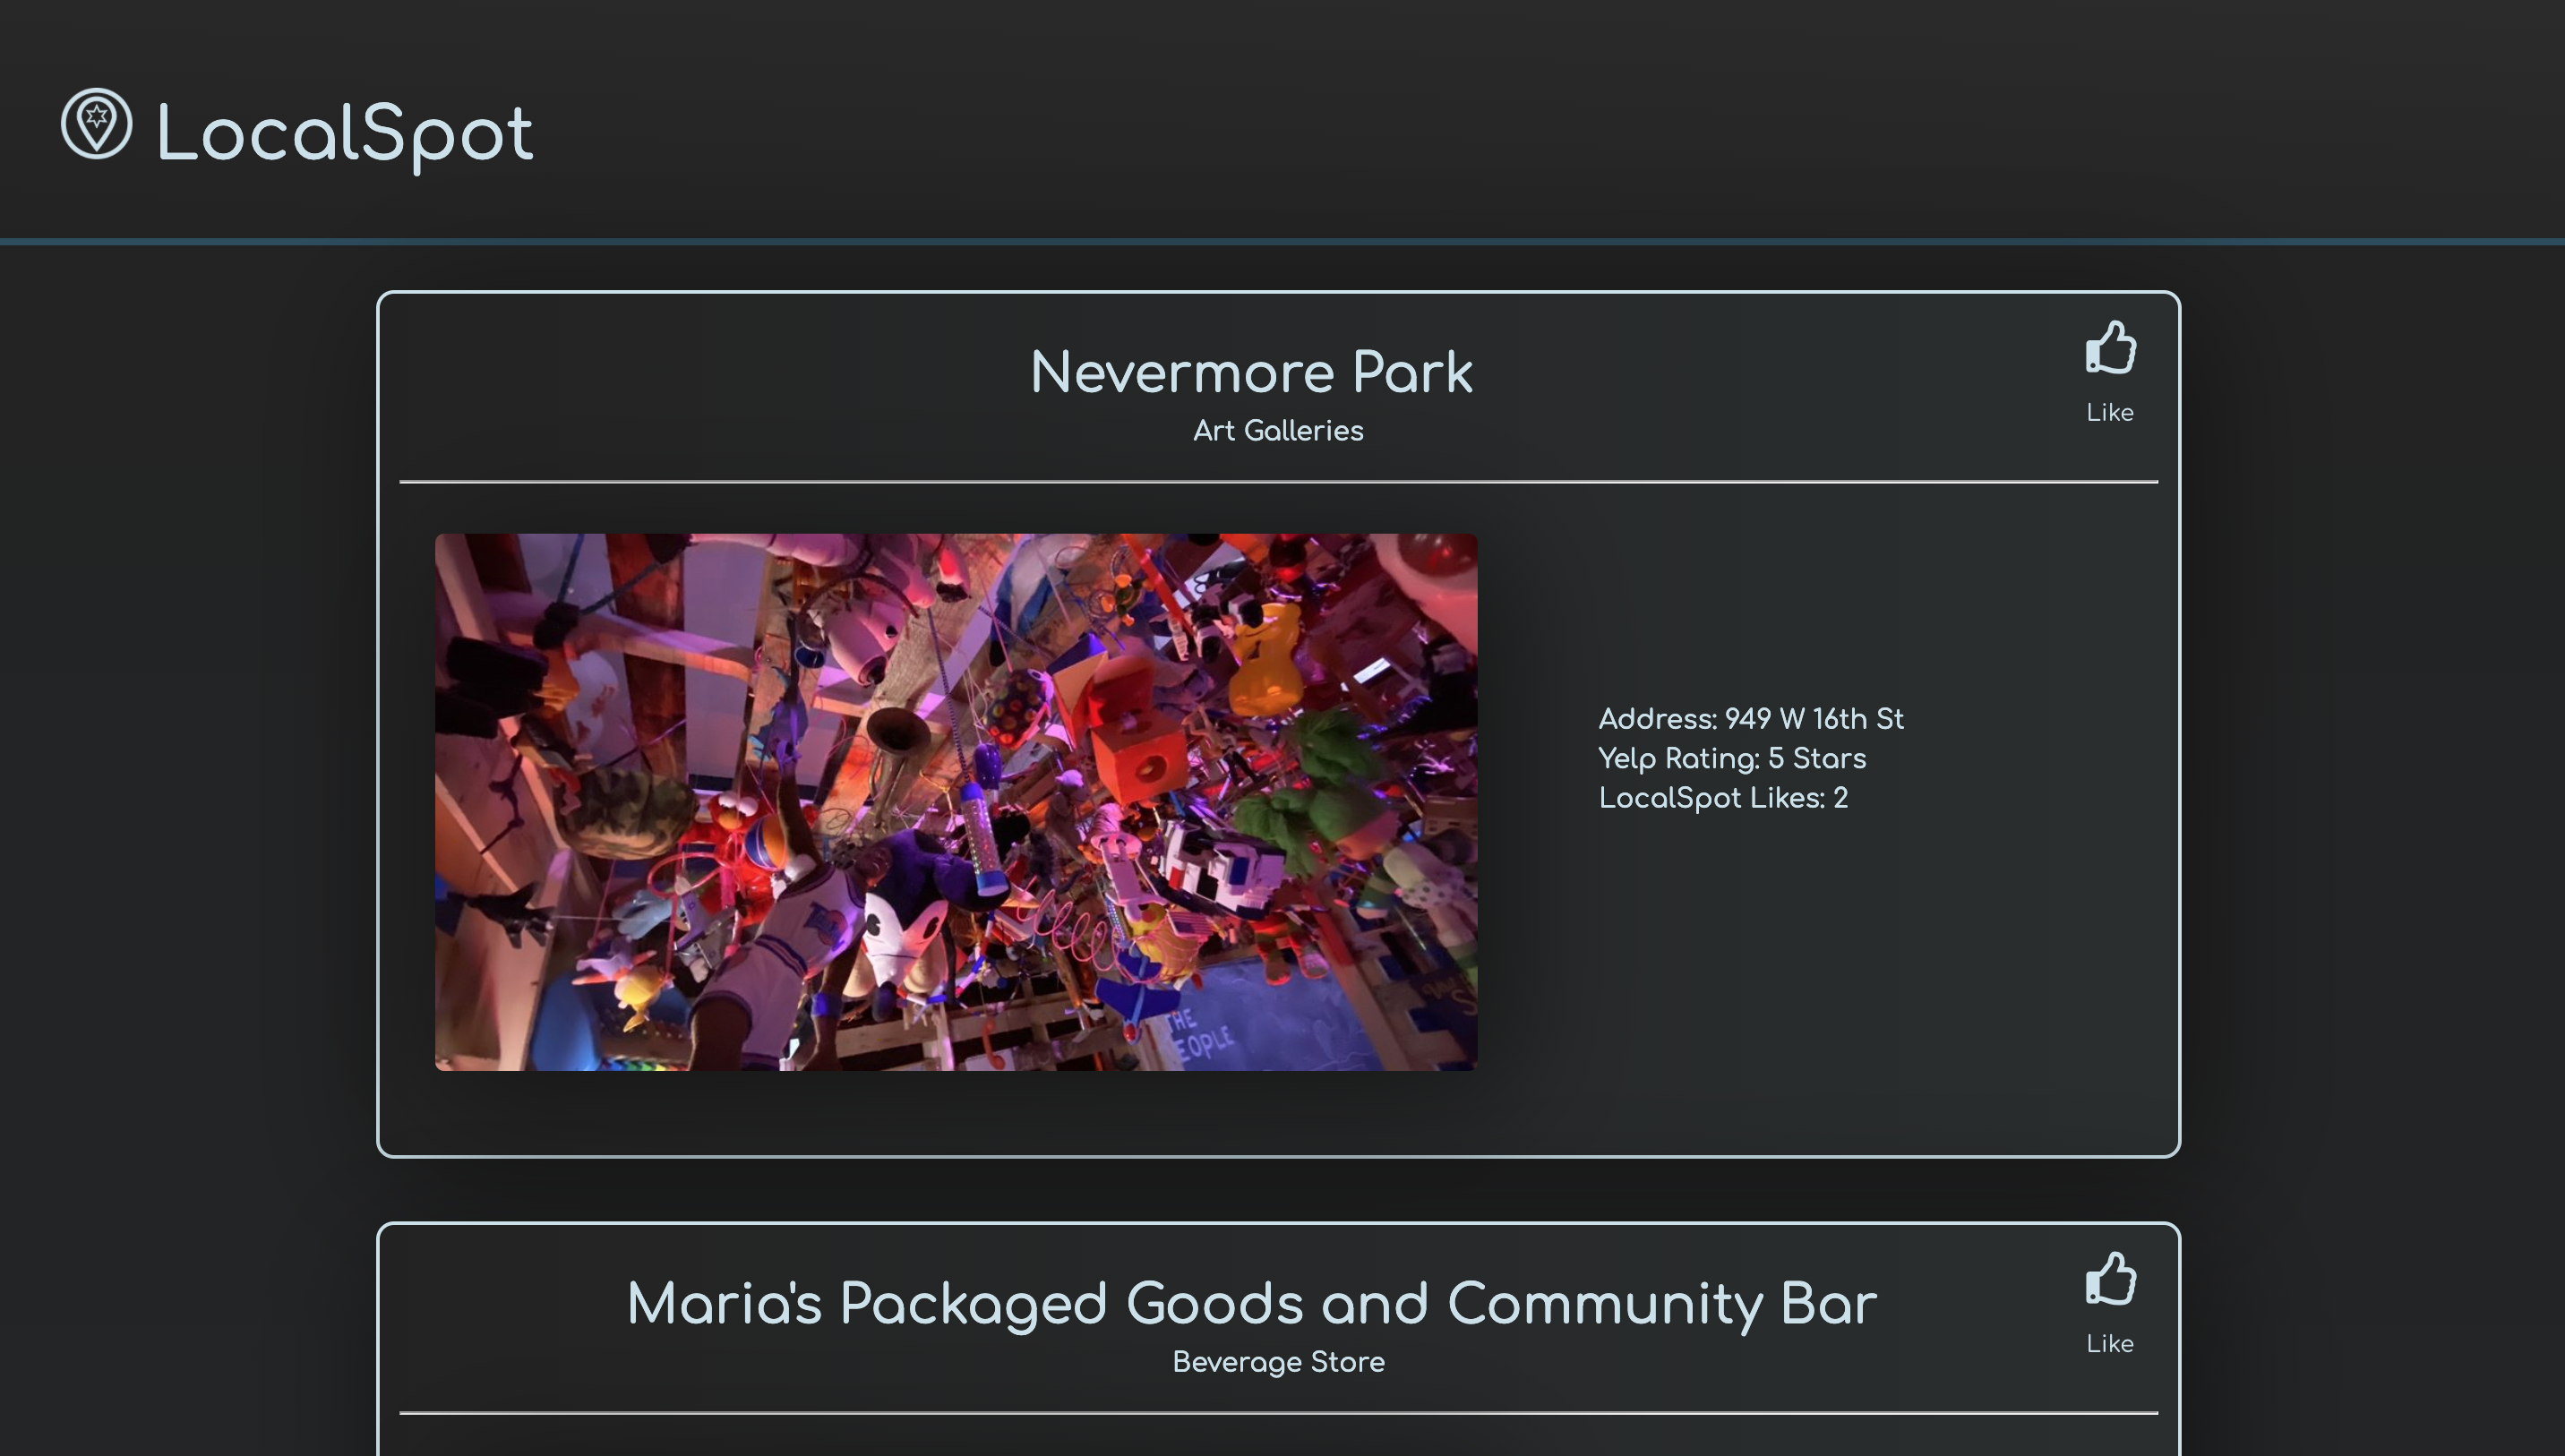 LocalSpot
Nevermore Park
Like
Art Galleries
Address: 949 W 16th St
Yelp Rating: 5 Stars
LocalSpot Likes: 2
THE
Maria's Packaged Goods and Community Bar
Like
Beverage Store